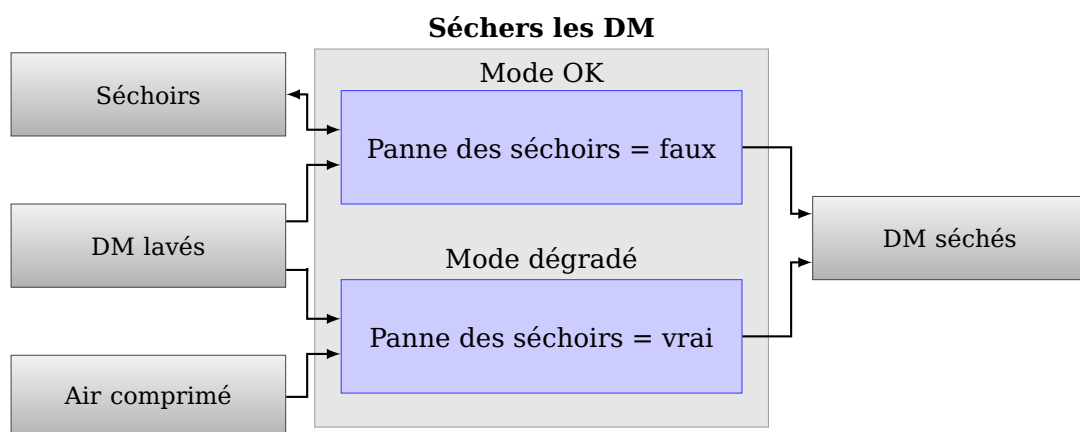 Séchers les DM
Mode OK
Séchoirs
Panne des séchoirs = faux
DM lavés
DM séchés
Mode dégradé
Panne des séchoirs = vrai
Air comprimé